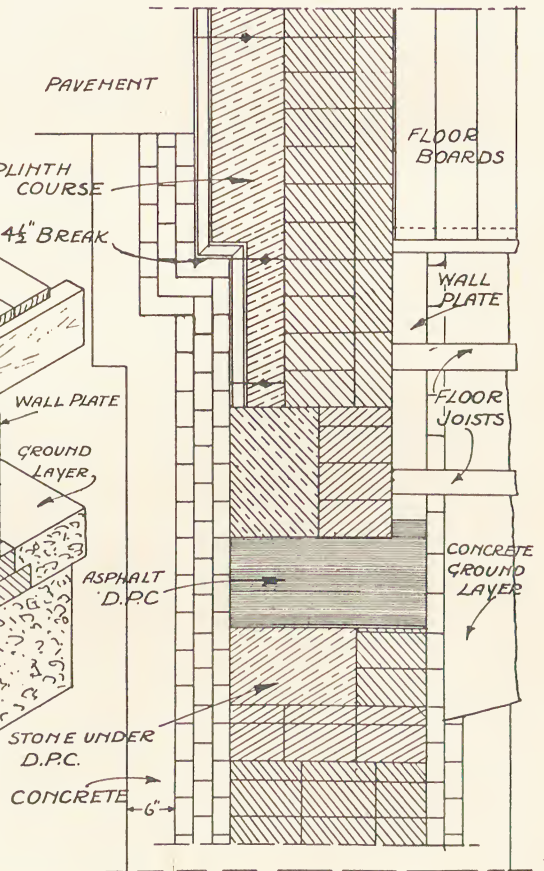 PAVEMENT
FLOOR
BOARDS
PLINTH
COURSE
4½" BREAK
WALL
PLATE
WALL PLATE
FLOOR
JOISTS
GROUND
LAYER
ASPHALT
D.P.C
CONCRETE
GROUND
LAYER
STONE UNDER
D.P.C.
CONCRETE
6"